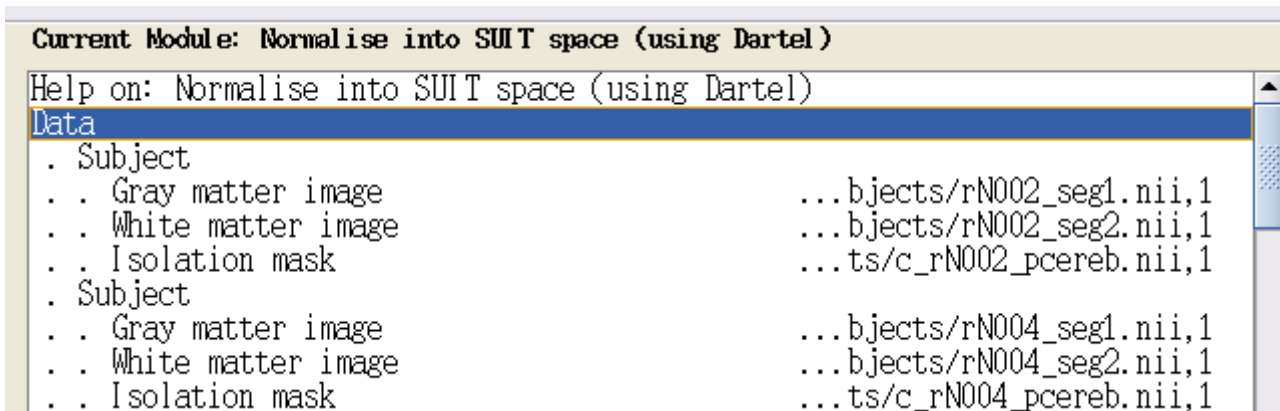 Current Module: Normalise into SUIT space (using Dartel)
Help on: Normalise into SUIT space (using Dartel)
Data
. Subject
. . Gray matter image ...bjects/rN002_seg1.nii,1
. . White matter image ...bjects/rN002_seg2.nii,1
. . Isolation mask ...ts/c_rN002_pcereb.nii,1
. Subject
. . Gray matter image ...bjects/rN004_seg1.nii,1
. . White matter image ...bjects/rN004_seg2.nii,1
. . Isolation mask ...ts/c_rN004_pcereb.nii,1